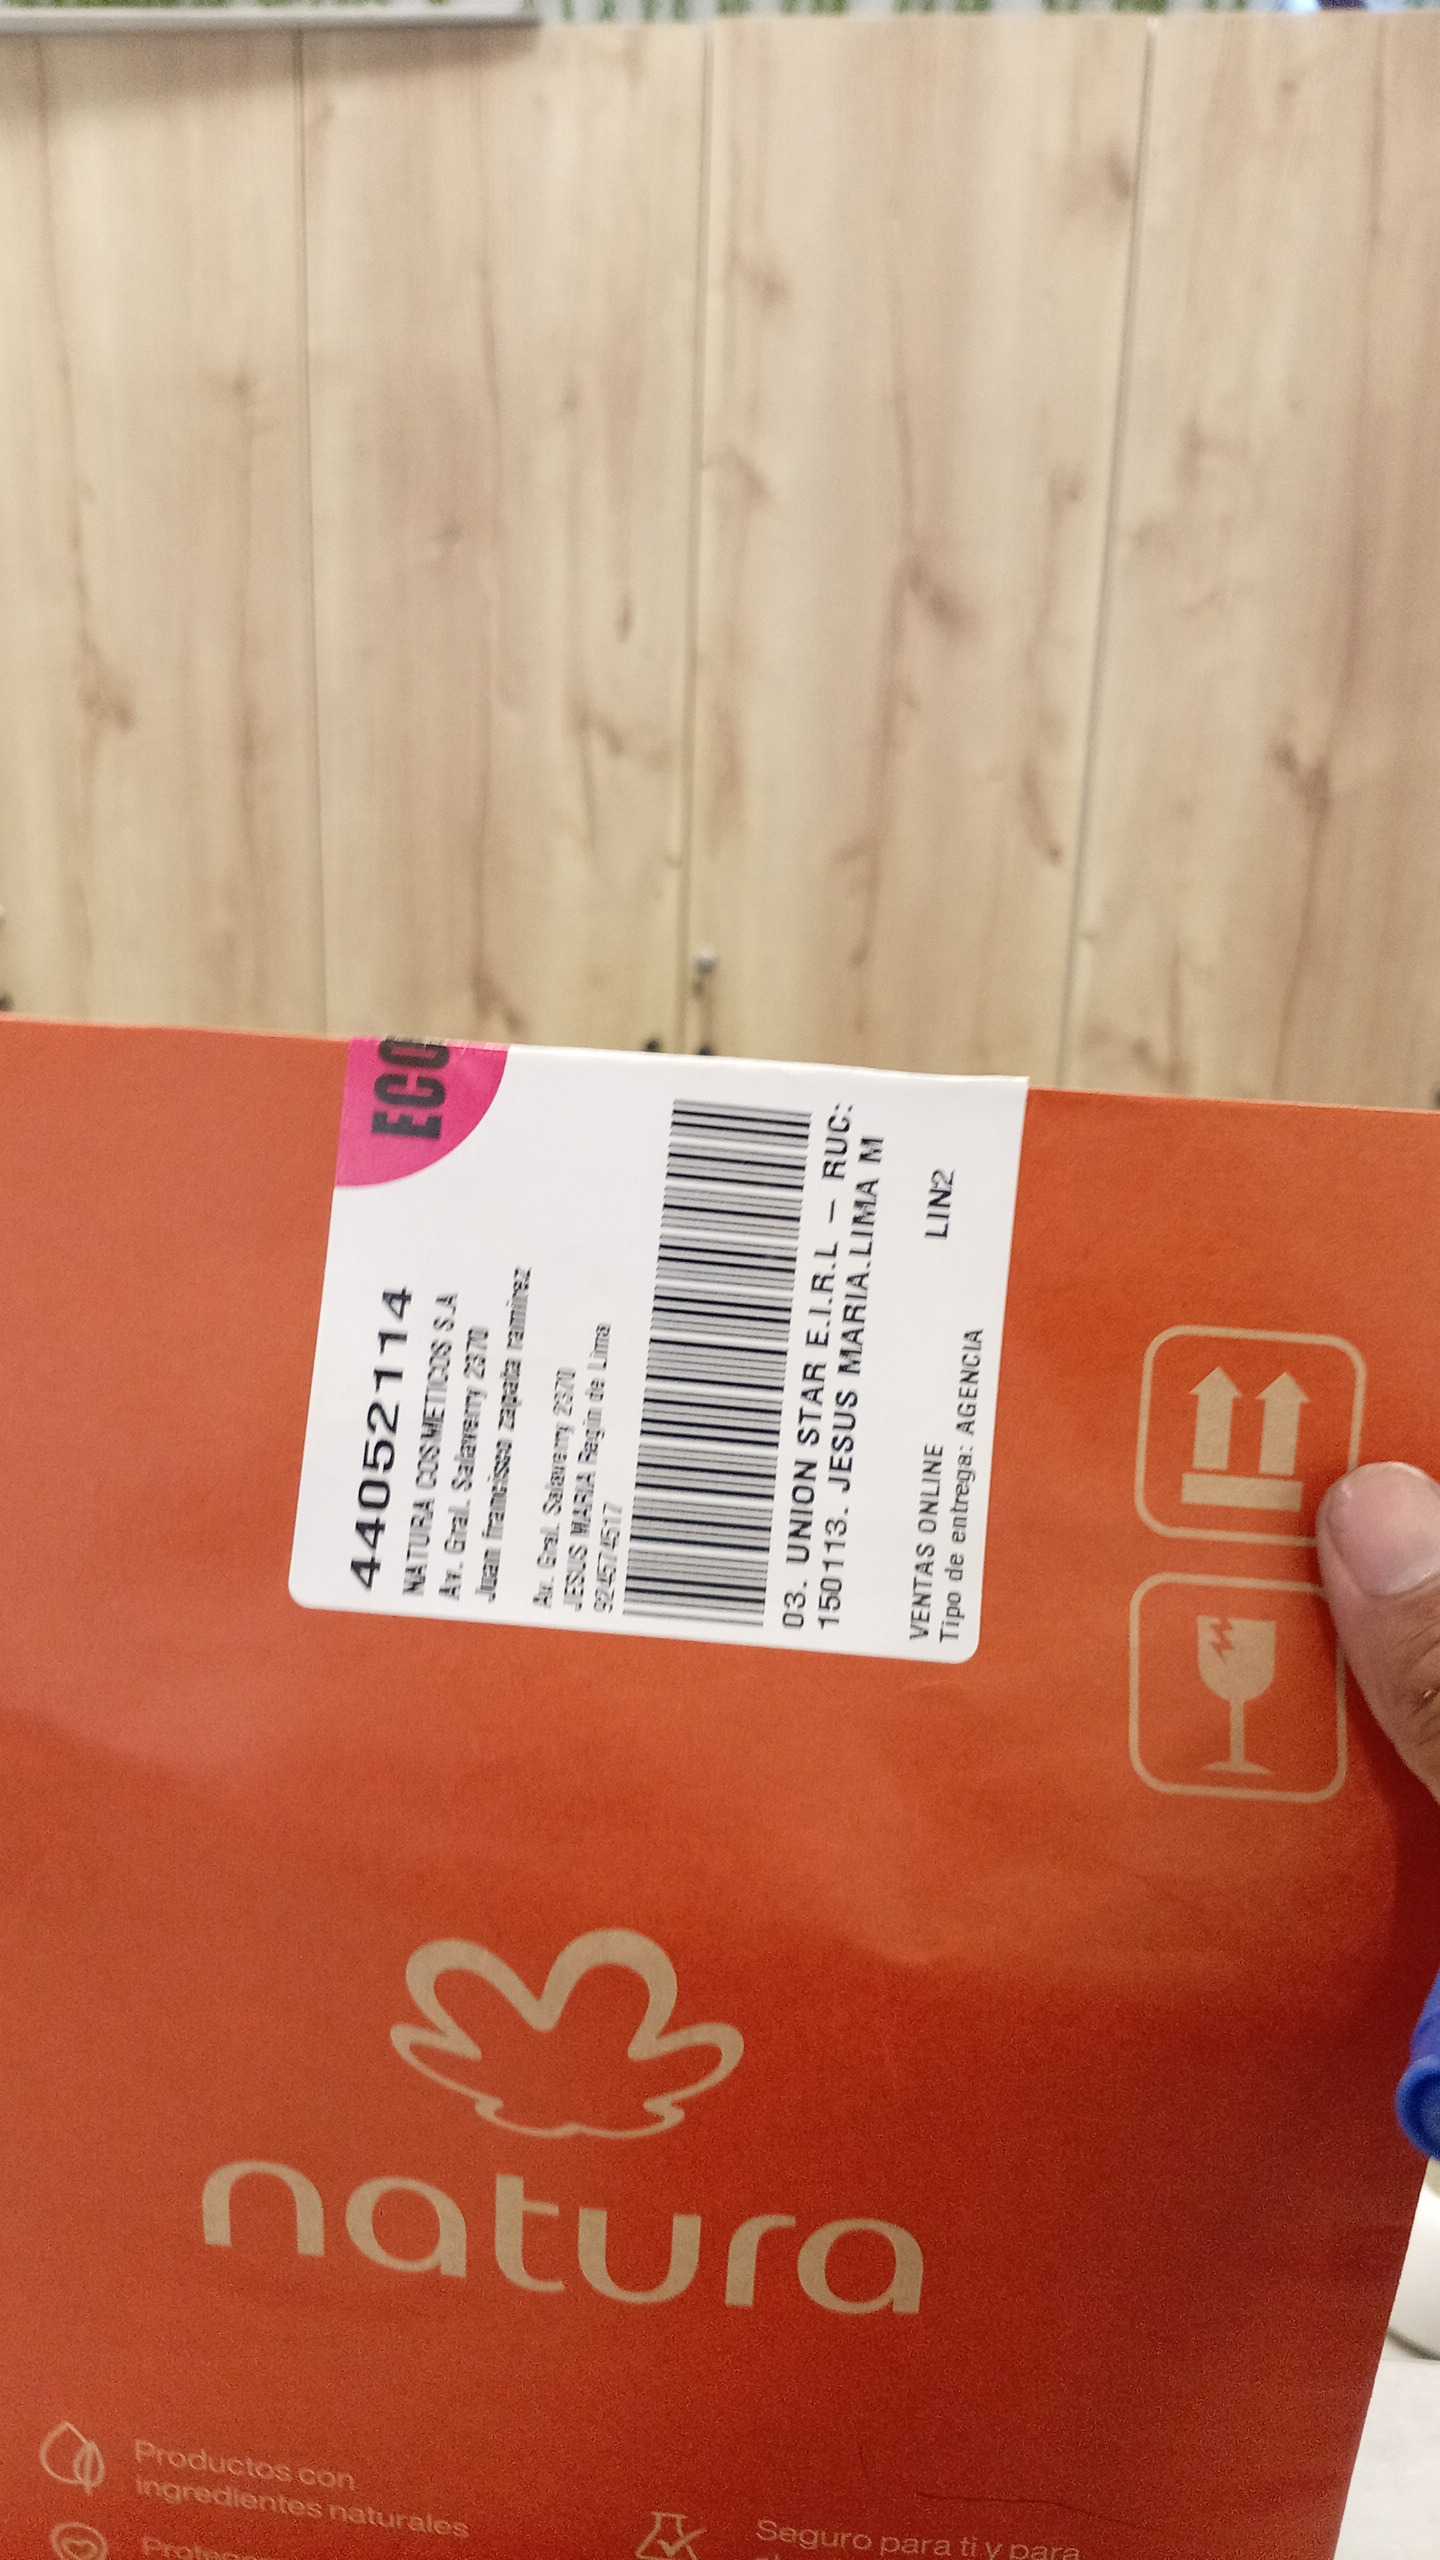 ECO
44052114
NATURA COSMETICOS S.A
Av. Gral. Salaverry 2370
Juan francisco zapata ramirez
Av. Gral. Salaverry 2370
JESUS MARIA Regin de Lima
924574517
03. UNION STAR E.I.R.L – RUC:
150113. JESUS MARIA.LIMA M
LIN2
VENTAS ONLINE
Tipo de entrega: AGENCIA
natura
Productos con
ingredientes naturales
Seguro para ti y para